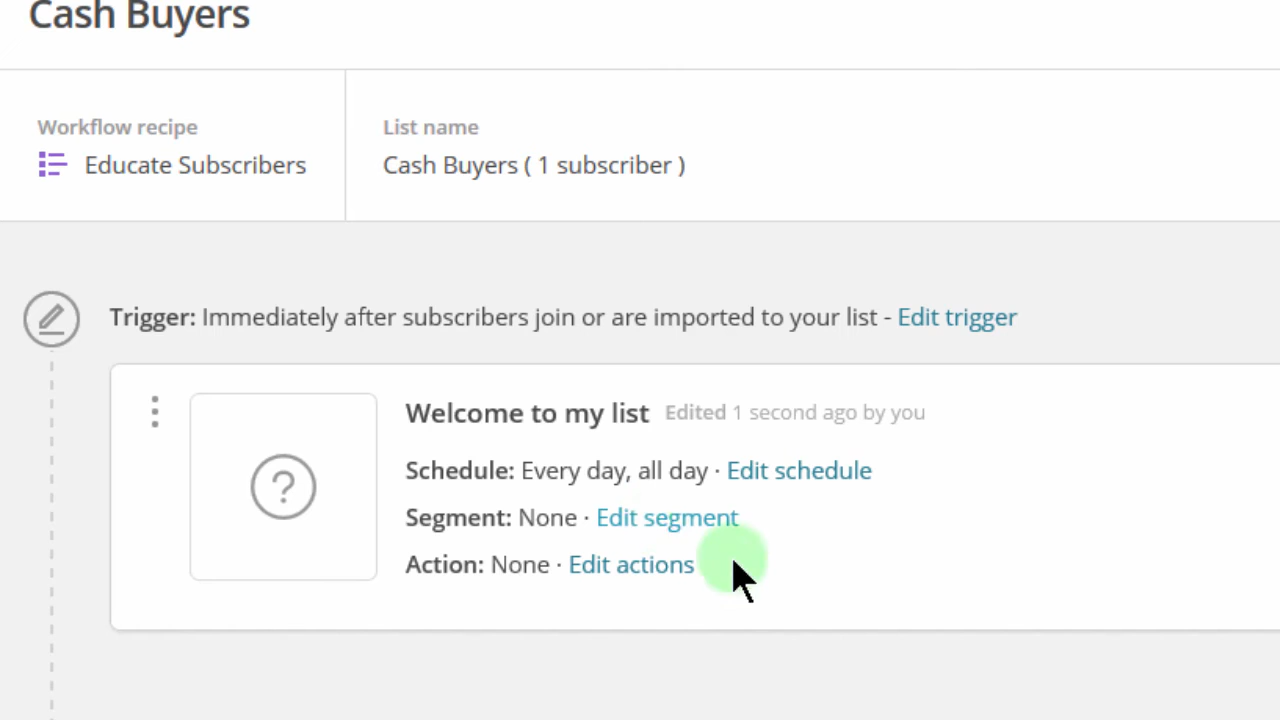 Cash Buyers
Workflow recipe
Educate Subscribers
List name
Cash Buyers ( 1 subscriber )
Trigger: Immediately after subscribers join or are imported to your list - Edit trigger
Welcome to my list Edited 1 second ago by you
Schedule: Every day, all day · Edit schedule
Segment: None · Edit segment
Action: None · Edit actions